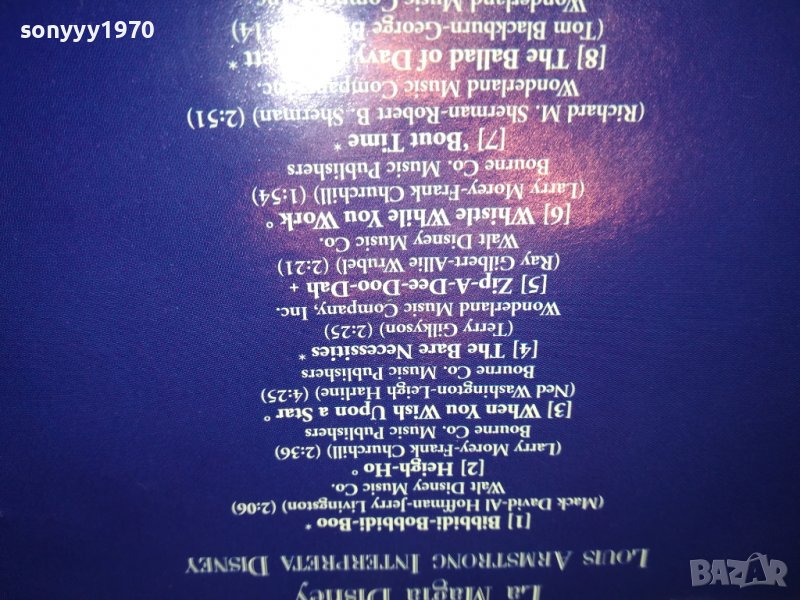 sonyyy1970
La Magia Disney
LOUIS ARMSTRONG INTERPRETA DISNEY
[1] Bibbidi-Bobbidi-Boo *
(Mack David-Al Hoffman-Jerry Livingston) (2:06)
Walt Disney Music Co.
[2] Heigh-Ho °
(Larry Morey-Frank Churchill) (2:36)
Bourne Co. Music Publishers
[3] When You Wish Upon a Star °
(Ned Washington-Leigh Harline) (4:25)
Bourne Co. Music Publishers
[4] The Bare Necessities *
(Terry Gilkyson) (2:25)
Wonderland Music Company, Inc.
[5] Zip-A-Dee-Doo-Dah +
(Ray Gilbert-Allie Wrubel) (2:21)
Walt Disney Music Co.
[6] Whistle While You Work °
(Larry Morey-Frank Churchill) (1:54)
Bourne Co. Music Publishers
[7] 'Bout Time *
(Richard M. Sherman-Robert B. Sherman) (2:51)
Wonderland Music Company, Inc.
[8] The Ballad of Davy *
(Tom Blackburn-George
Wonderland Music
BAZAR